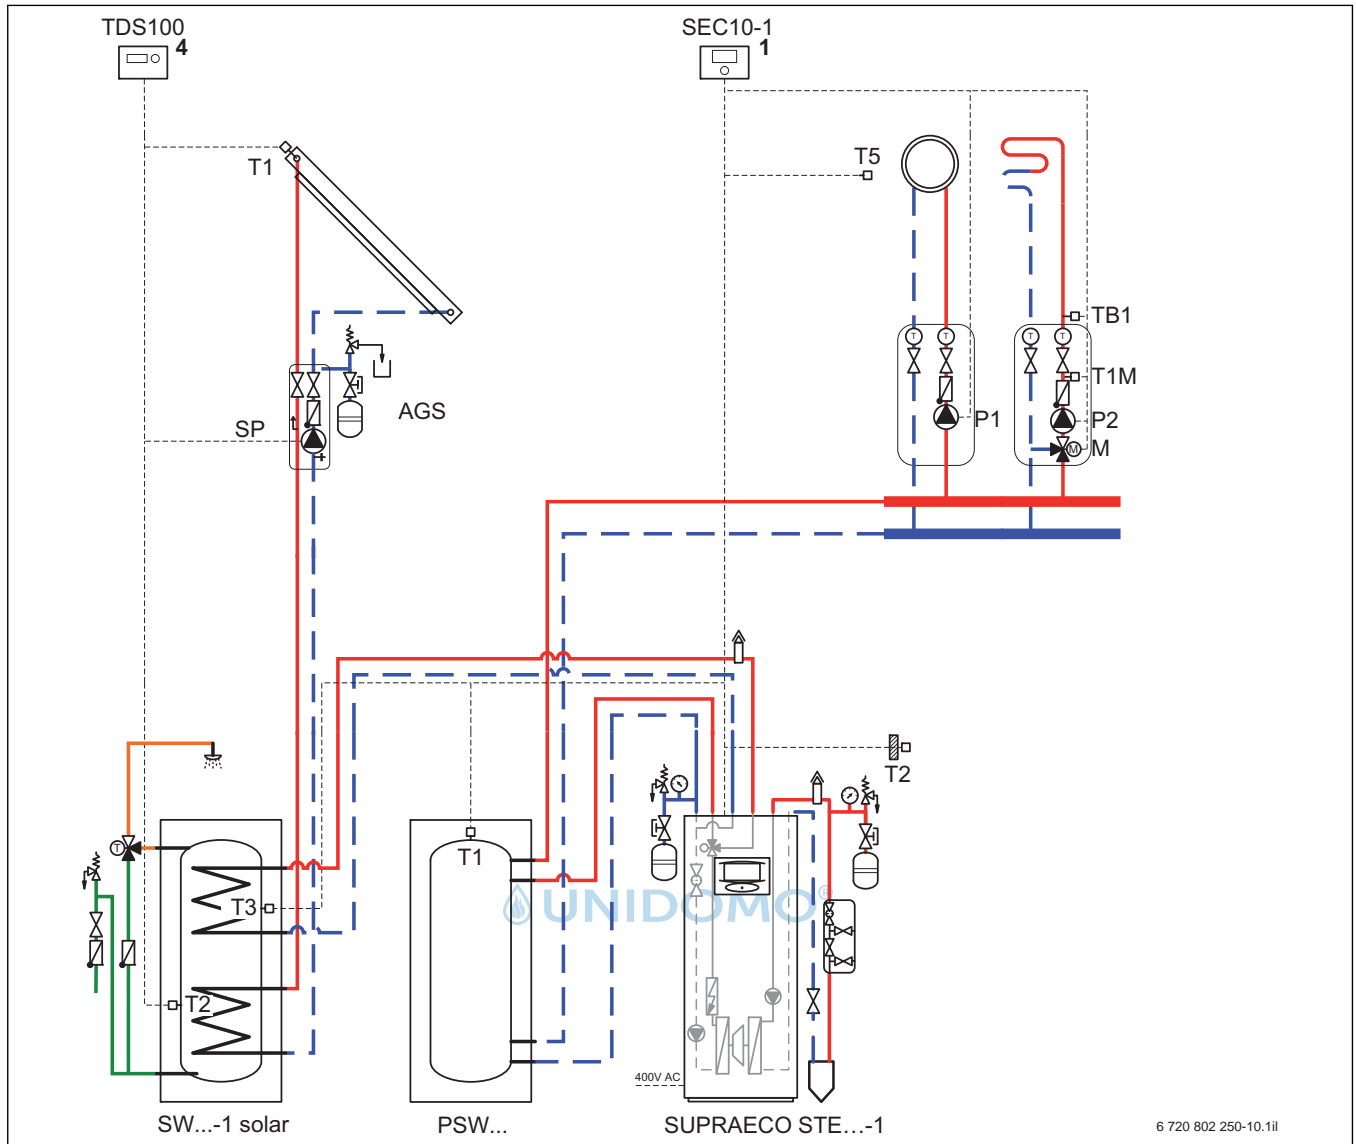 TDS100
4
SEC10-1
1
T1
T5
TB1
T
T
T
T
T1M
AGS
SP
P1
P2
M
M
T2
T
T1
T3
UNIDOMO®
T2
400V AC
SW...-1 solar
PSW...
SUPRAECO STE...-1
6 720 802 250-10.1il